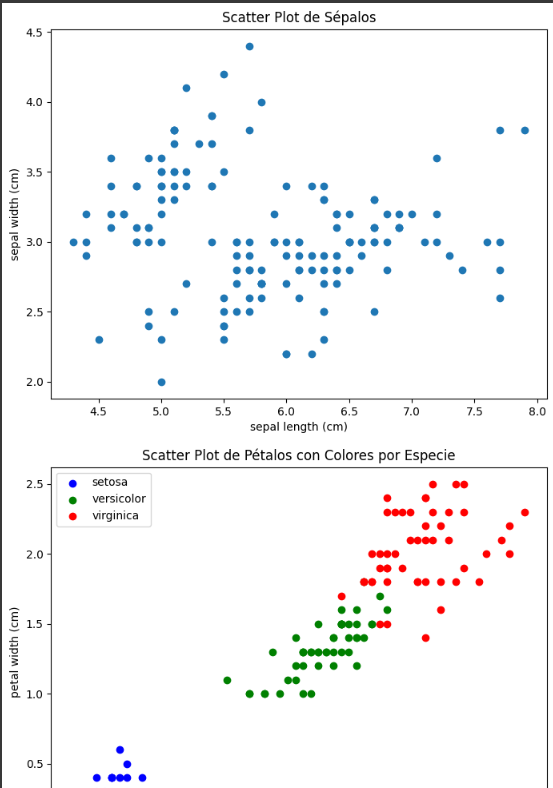 Scatter Plot de Sépalos
4.5
4.0
3.5
3.0
2.5
2.0
sepal width (cm)
4.5 5.0 5.5 6.0 6.5 7.0 7.5 8.0
sepal length (cm)
Scatter Plot de Pétalos con Colores por Especie
setosa
versicolor
virginica
2.5
2.0
1.5
1.0
0.5
petal width (cm)